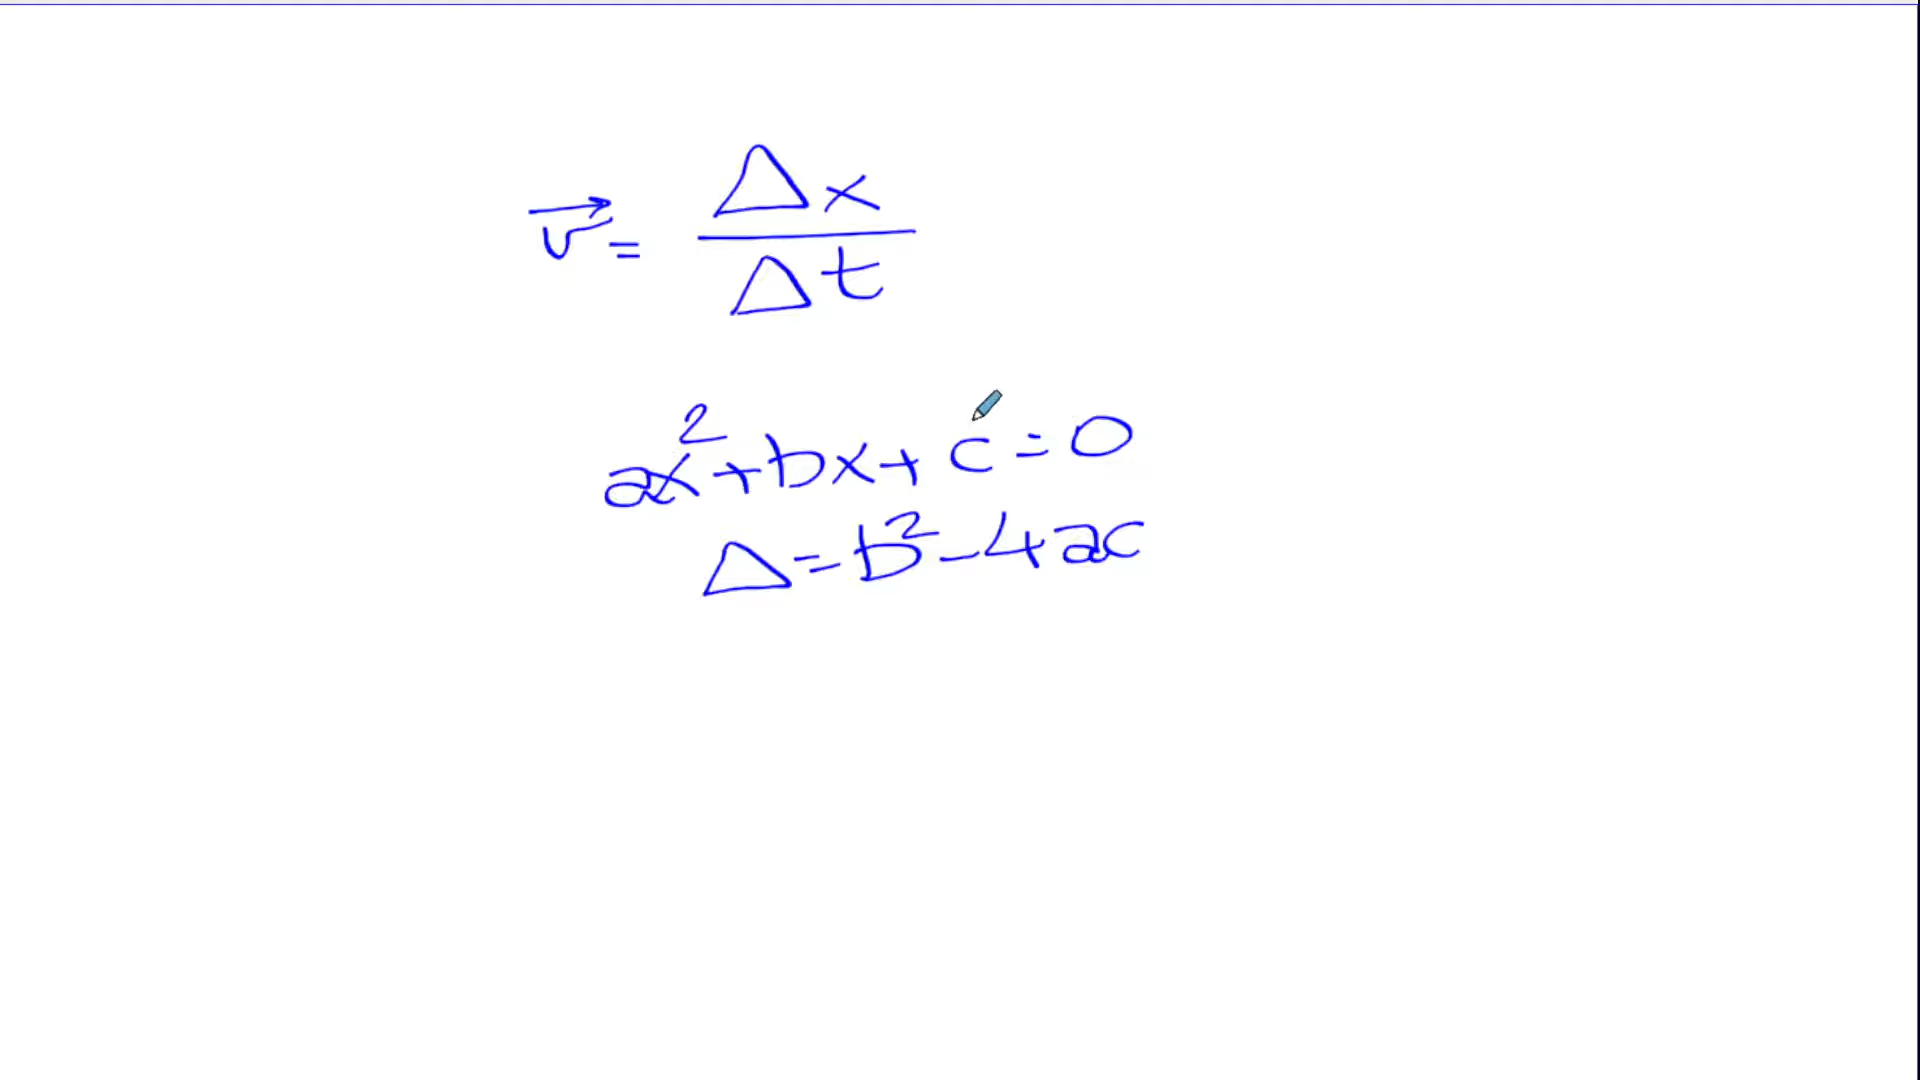 v⃗ = Δx / Δt
ax² + bx + c = 0
Δ = b² - 4ac